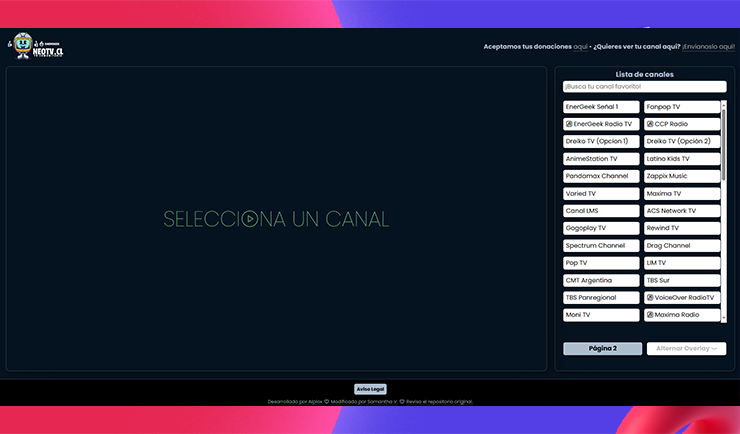 NEOTV.CL
Aceptamos tus donaciones aquí • ¿Quieres ver tu canal aquí? ¡Envíanoslo aquí!
Lista de canales
¡Busca tu canal favorito!
EnerGeek Señal 1
Fanpop TV
EnerGeek Radio TV
CCP Radio
Dreiko TV (Opcion 1)
Dreiko TV (Opción 2)
AnimeStation TV
Latino Kids TV
Pandamax Channel
Zappix Music
Varied TV
Maxima TV
Canal LMS
ACS Network TV
Gogoplay TV
Rewind TV
Spectrum Channel
Drag Channel
Pop TV
LIM TV
CMT Argentina
TBS Sur
TBS Panregional
VoiceOver RadioTV
Moni TV
Maxima Radio
SELECCIONA UN CANAL
Página 2
Alternar Overlay
Aviso Legal
Desarrollado por Alplox
Modificado por Samantha V.
Revisa el repositorio original.